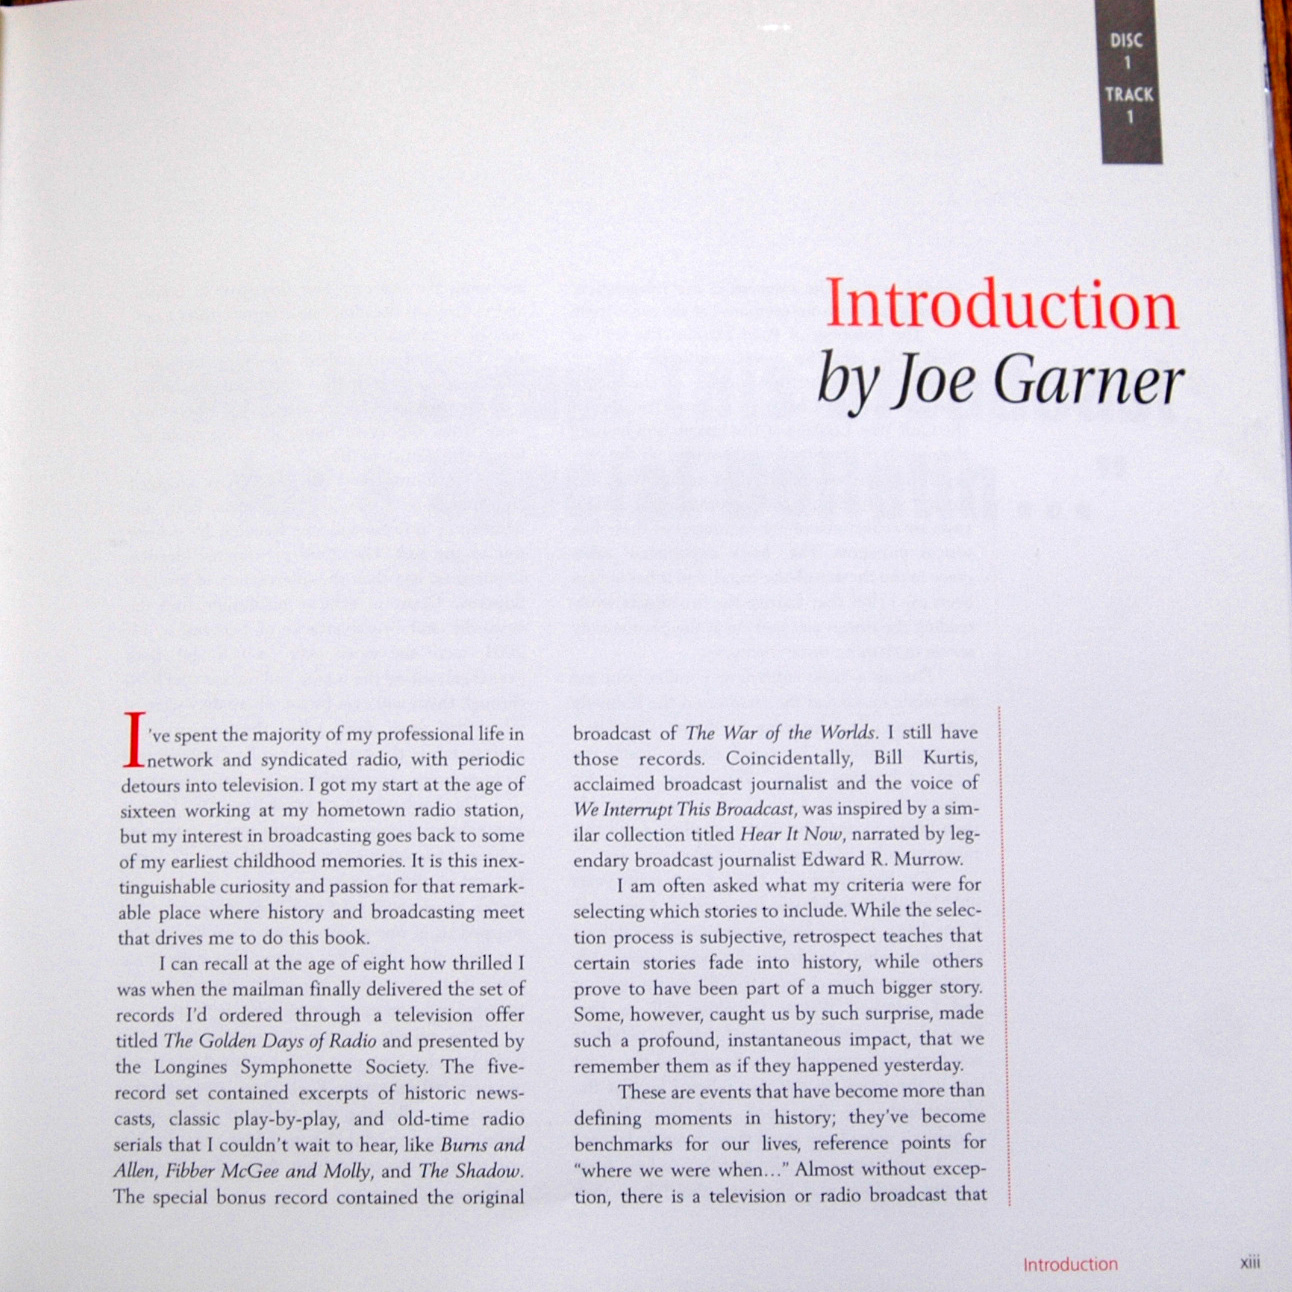 DISC
1
TRACK
1
Introduction
by Joe Garner
I've spent the majority of my professional life in
network and syndicated radio, with periodic
detours into television. I got my start at the age of
sixteen working at my hometown radio station,
but my interest in broadcasting goes back to some
of my earliest childhood memories. It is this inex-
tinguishable curiosity and passion for that remark-
able place where history and broadcasting meet
that drives me to do this book.
I can recall at the age of eight how thrilled I
was when the mailman finally delivered the set of
records I'd ordered through a television offer
titled The Golden Days of Radio and presented by
the Longines Symphonette Society. The five-
record set contained excerpts of historic news-
casts, classic play-by-play, and old-time radio
serials that I couldn't wait to hear, like Burns and
Allen, Fibber McGee and Molly, and The Shadow.
The special bonus record contained the original
broadcast of The War of the Worlds. I still have
those records. Coincidentally, Bill Kurtis,
acclaimed broadcast journalist and the voice of
We Interrupt This Broadcast, was inspired by a sim-
ilar collection titled Hear It Now, narrated by leg-
endary broadcast journalist Edward R. Murrow.
I am often asked what my criteria were for
selecting which stories to include. While the selec-
tion process is subjective, retrospect teaches that
certain stories fade into history, while others
prove to have been part of a much bigger story.
Some, however, caught us by such surprise, made
such a profound, instantaneous impact, that we
remember them as if they happened yesterday.
These are events that have become more than
defining moments in history; they've become
benchmarks for our lives, reference points for
“where we were when…” Almost without excep-
tion, there is a television or radio broadcast that
Introduction xiii